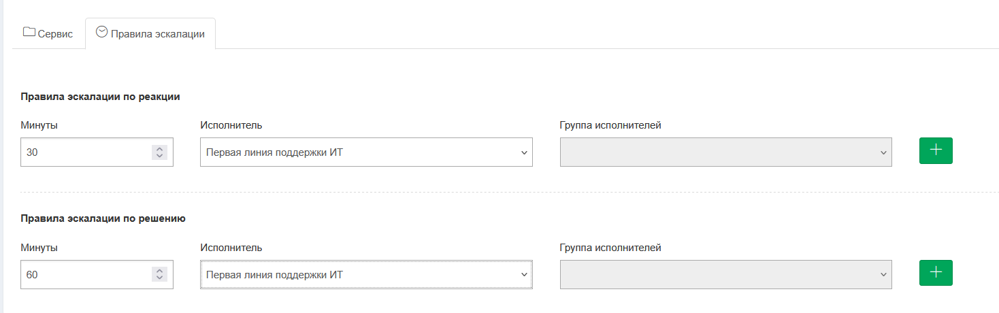 Сервис Правила эскалации
Правила эскалации по реакции
Минуты Исполнитель Группа исполнителей
30 Первая линия поддержки ИТ
Правила эскалации по решению
Минуты Исполнитель Группа исполнителей
60 Первая линия поддержки ИТ